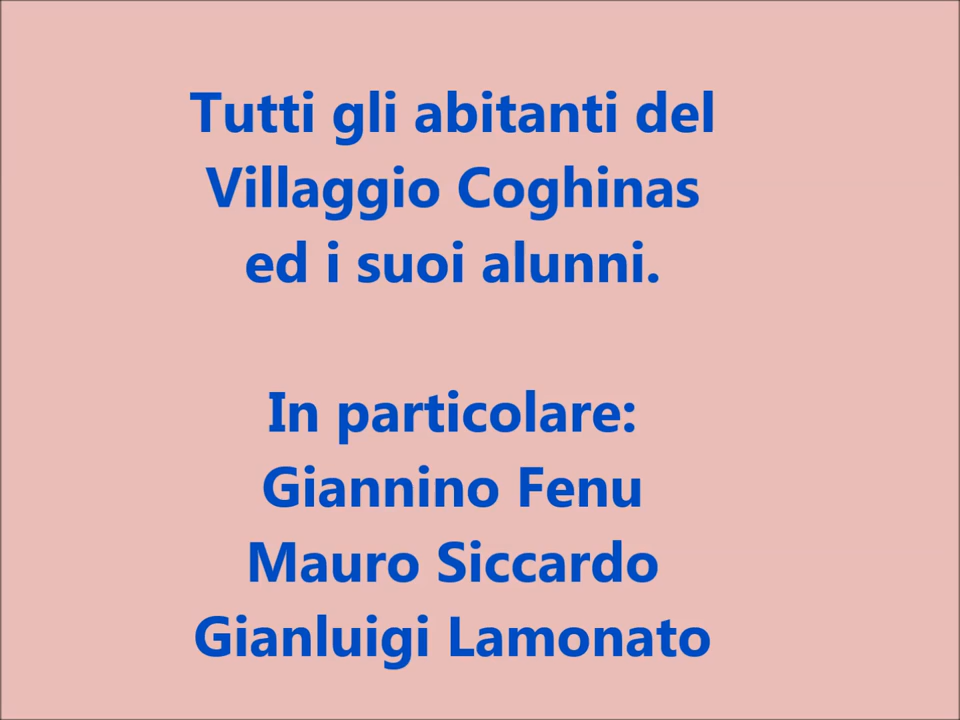 Tutti gli abitanti del
Villaggio Coghinas
ed i suoi alunni.
In particolare:
Giannino Fenu
Mauro Siccardo
Gianluigi Lamonato